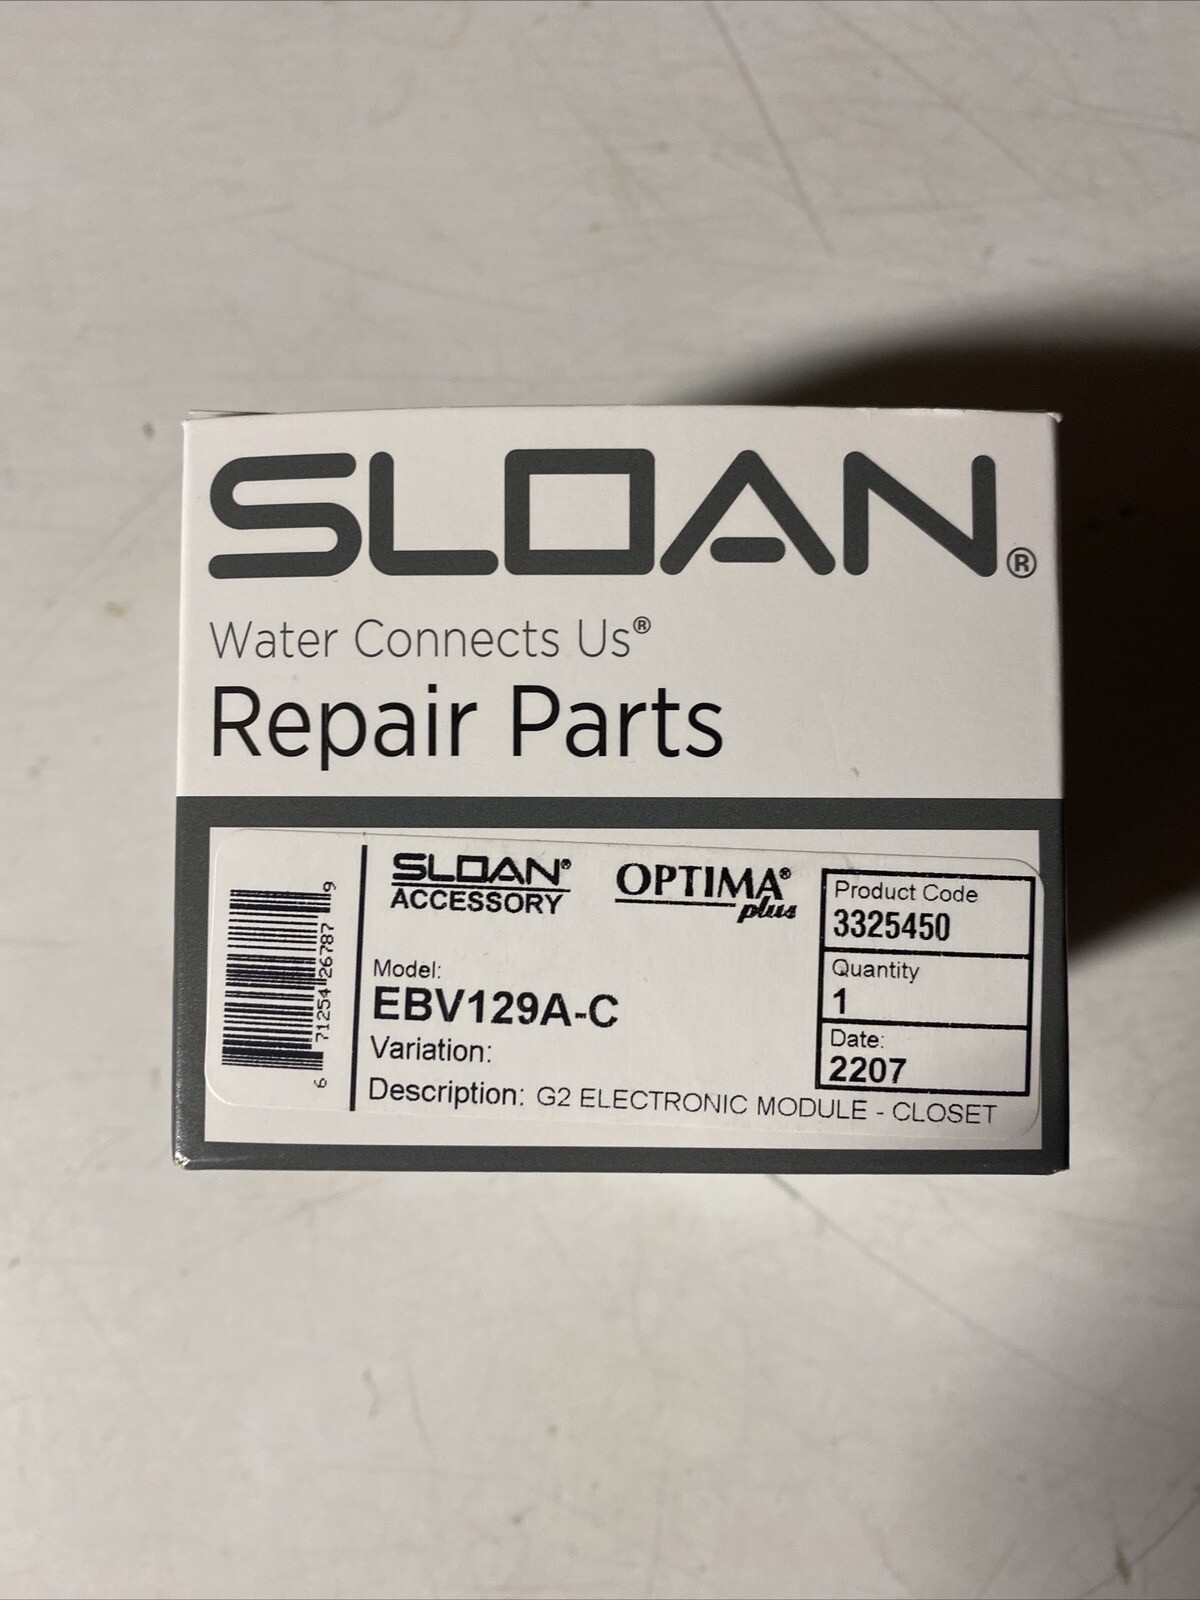 SLOAN®
Water Connects Us®
Repair Parts
6 71254 26787 9
SLOAN®
ACCESSORY
OPTIMA®
plus
Product Code
3325450
Quantity
1
Date:
2207
Model:
EBV129A-C
Variation:
Description: G2 ELECTRONIC MODULE - CLOSET